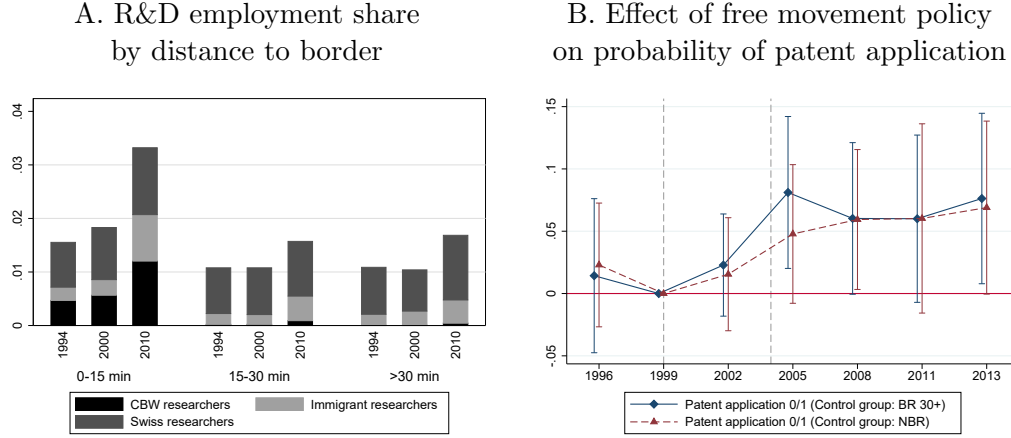 A. R&D employment share
by distance to border
.04
.03
.02
.01
0
1994
2000
2010
1994
2000
2010
1994
2000
2010
0-15 min
15-30 min
>30 min
CBW researchers
Immigrant researchers
Swiss researchers
B. Effect of free movement policy
on probability of patent application
.15
.1
.05
0
-.05
1996
1999
2002
2005
2008
2011
2013
Patent application 0/1 (Control group: BR 30+)
Patent application 0/1 (Control group: NBR)